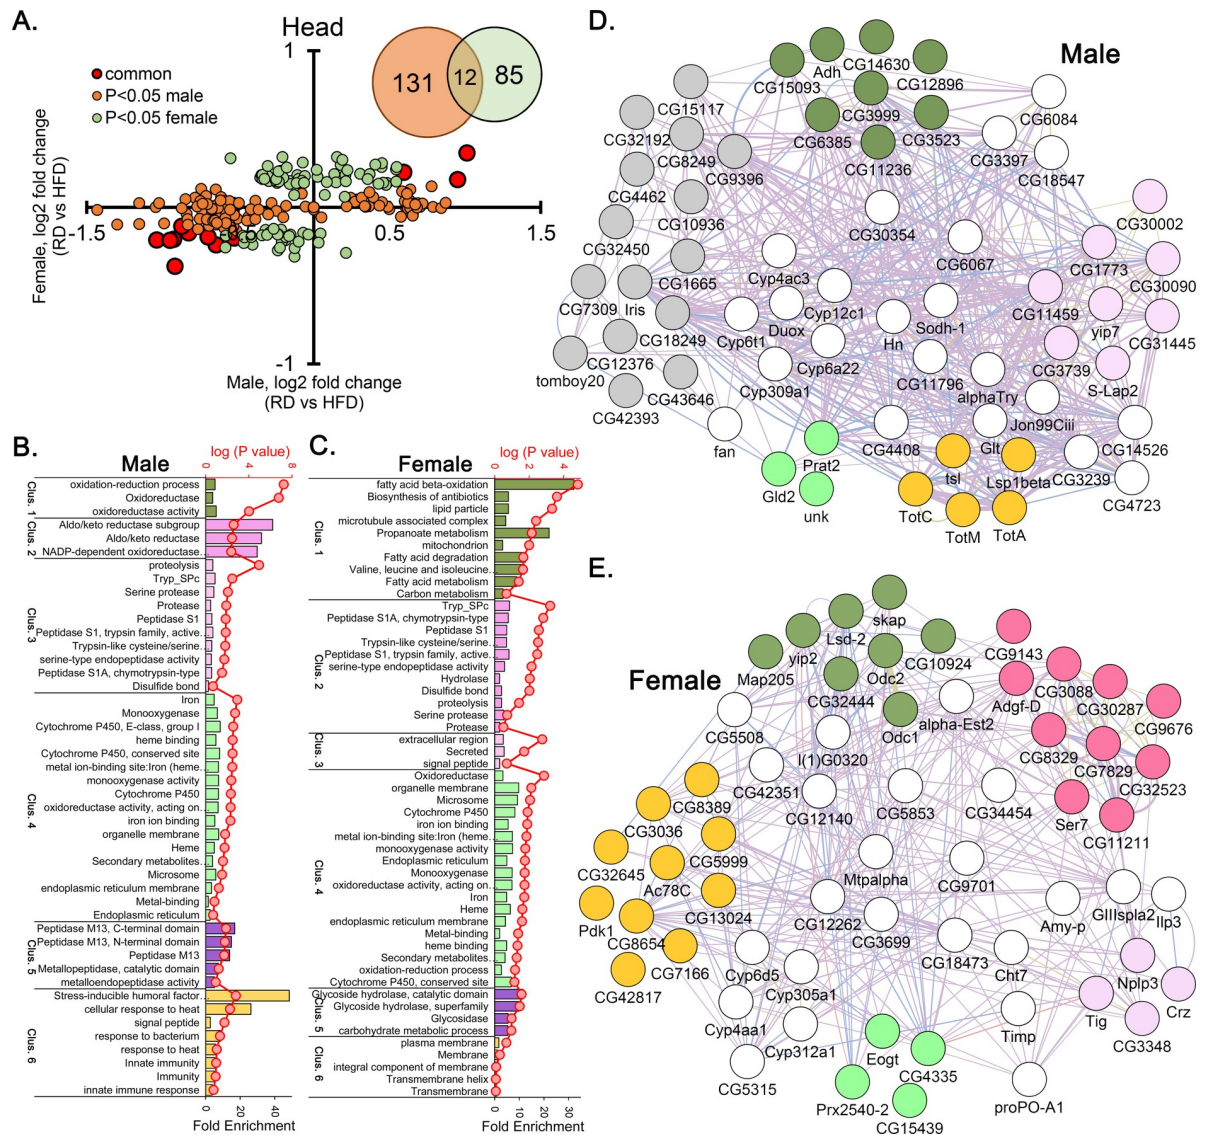 A.
Head
1
common
P<0.05 male
P<0.05 female
131
12
85
Female, log2 fold change
(RD vs HFD)
-1.5
0.5
1.5
-1
Male, log2 fold change
(RD vs HFD)
B.
Male
log (P value)
0
4
8
Clus. 1
oxidation-reduction process
Oxidoreductase
oxidoreductase activity
Clus. 2
Aldo/keto reductase subgroup
Aldo/keto reductase
NADP-dependent oxidoreductase...
Clus. 3
proteolysis
Tryp_SPc
Serine protease
Protease
Peptidase S1
Peptidase S1, trypsin family, active...
Trypsin-like cysteine/serine...
serine-type endopeptidase activity
Peptidase S1A, chymotrypsin-type
Disulfide bond
Clus. 4
Iron
Monooxygenase
Cytochrome P450, E-class, group I
heme binding
Cytochrome P450, conserved site
metal ion-binding site:Iron (heme...
monooxygenase activity
Cytochrome P450
oxidoreductase activity, acting on...
iron ion binding
organelle membrane
Heme
Secondary metabolites...
Microsome
endoplasmic reticulum membrane
Metal-binding
Endoplasmic reticulum
Clus. 5
Peptidase M13, C-terminal domain
Peptidase M13, N-terminal domain
Peptidase M13
Metallopeptidase, catalytic domain
metalloendopeptidase activity
Clus. 6
Stress-inducible humoral factor...
cellular response to heat
signal peptide
response to bacterium
response to heat
Innate immunity
Immunity
innate immune response
0
20
40
Fold Enrichment
C.
Female
log (P value)
0
2
4
Clus. 1
fatty acid beta-oxidation
Biosynthesis of antibiotics
lipid particle
microtubule associated complex
Propanoate metabolism
mitochondrion
Fatty acid degradation
Valine, leucine and isoleucine...
Fatty acid metabolism
Carbon metabolism
Clus. 2
Tryp_SPc
Peptidase S1A, chymotrypsin-type
Peptidase S1
Trypsin-like cysteine/serine...
Peptidase S1, trypsin family, active...
serine-type endopeptidase activity
Hydrolase
Disulfide bond
proteolysis
Serine protease
Protease
Clus. 3
extracellular region
Secreted
signal peptide
Clus. 4
Oxidoreductase
organelle membrane
Microsome
Cytochrome P450
iron ion binding
metal ion-binding site:Iron (heme...
monooxygenase activity
Endoplasmic reticulum
Monooxygenase
oxidoreductase activity, acting on...
Iron
Heme
endoplasmic reticulum membrane
Metal-binding
heme binding
Secondary metabolites...
oxidation-reduction process
Cytochrome P450, conserved site
Clus. 5
Glycoside hydrolase, catalytic domain
Glycoside hydrolase, superfamily
Glycosidase
carbohydrate metabolic process
Clus. 6
plasma membrane
Membrane
integral component of membrane
Transmembrane helix
Transmembrane
0
10
20
30
Fold Enrichment
D.
Male
CG15093
Adh
CG14630
CG12896
CG6385
CG3999
CG3523
CG11236
CG6084
CG3397
CG18547
CG15117
CG32192
CG8249
CG9396
CG4462
CG10936
CG32450
CG1665
CG7309
Iris
CG18249
CG12376
tomboy20
CG43646
CG42393
fan
CG30354
CG6067
Cyp4ac3
Cyp12c1
Duox
Cyp6t1
Cyp6a22
Cyp309a1
Hn
Sodh-1
CG11796
alphaTry
Jon99Ciii
CG4408
Glt
CG30002
CG1773
CG30090
CG11459
yip7
CG31445
CG3739
S-Lap2
CG14526
CG3239
CG4723
Prat2
Gld2
unk
tsl
Lsp1beta
TotC
TotM
TotA
E.
Female
skap
Lsd-2
yip2
Map205
CG10924
Odc2
CG32444
Odc1
alpha-Est2
CG9143
Adgf-D
CG3088
CG30287
CG9676
CG8329
CG7829
CG32523
Ser7
CG11211
CG5508
l(1)G0320
CG42351
CG12140
CG5853
CG34454
CG8389
CG3036
CG5999
CG32645
Ac78C
CG13024
Pdk1
CG8654
CG7166
CG42817
Mtpalpha
CG9701
CG12262
CG3699
CG18473
Cht7
Amy-p
GIIIspla2
Ilp3
Cyp6d5
Cyp305a1
Cyp4aa1
Cyp312a1
CG5315
Nplp3
Crz
Tig
CG3348
Timp
proPO-A1
Eogt
CG4335
Prx2540-2
CG15439